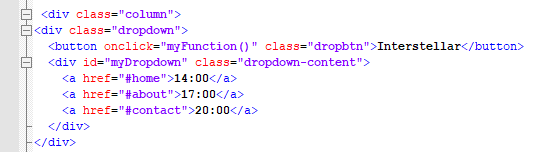 <div class="column">
<div class="dropdown">
<button onclick="myFunction()" class="dropbtn">Interstellar</button>
<div id="myDropdown" class="dropdown-content">
<a href="#home">14:00</a>
<a href="#about">17:00</a>
<a href="#contact">20:00</a>
</div>
</div>